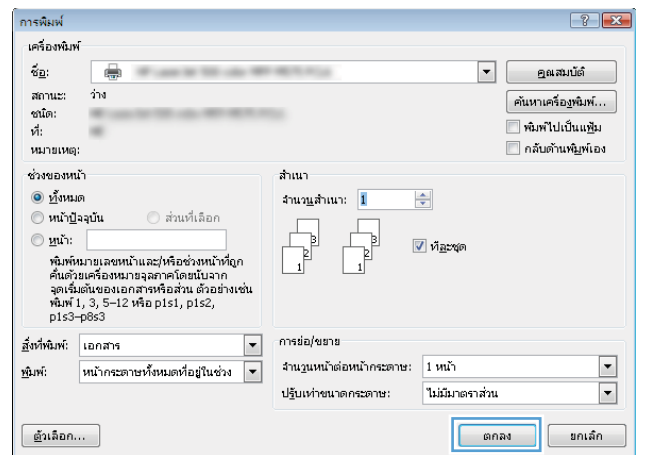 การพิมพ์
เครื่องพิมพ์
ชื่อ:
คุณสมบัติ
สถานะ: ว่าง
ชนิด:
ค้นหาเครื่องพิมพ์...
ที่:
พิมพ์ไปเป็นแฟ้ม
หมายเหตุ:
กลับด้านพิมพ์เอง
ช่วงของหน้า
ทั้งหมด
หน้าปัจจุบัน ส่วนที่เลือก
หน้า:
พิมพ์หมายเลขหน้าและ/หรือช่วงหน้าที่ถูก
คั่นด้วยเครื่องหมายจุลภาคโดยนับจาก
จุดเริ่มต้นของเอกสารหรือส่วน ตัวอย่างเช่น
พิมพ์ 1, 3, 5–12 หรือ p1s1, p1s2,
p1s3–p8s3
สำเนา
จำนวนสำเนา: 1
1 2 3 1 2 3
ทีละชุด
สิ่งที่พิมพ์: เอกสาร
พิมพ์: หน้ากระดาษทั้งหมดที่อยู่ในช่วง
การย่อ/ขยาย
จำนวนหน้าต่อหน้ากระดาษ: 1 หน้า
ปรับเท่าขนาดกระดาษ: ไม่มีมาตราส่วน
ตัวเลือก...
ตกลง ยกเลิก